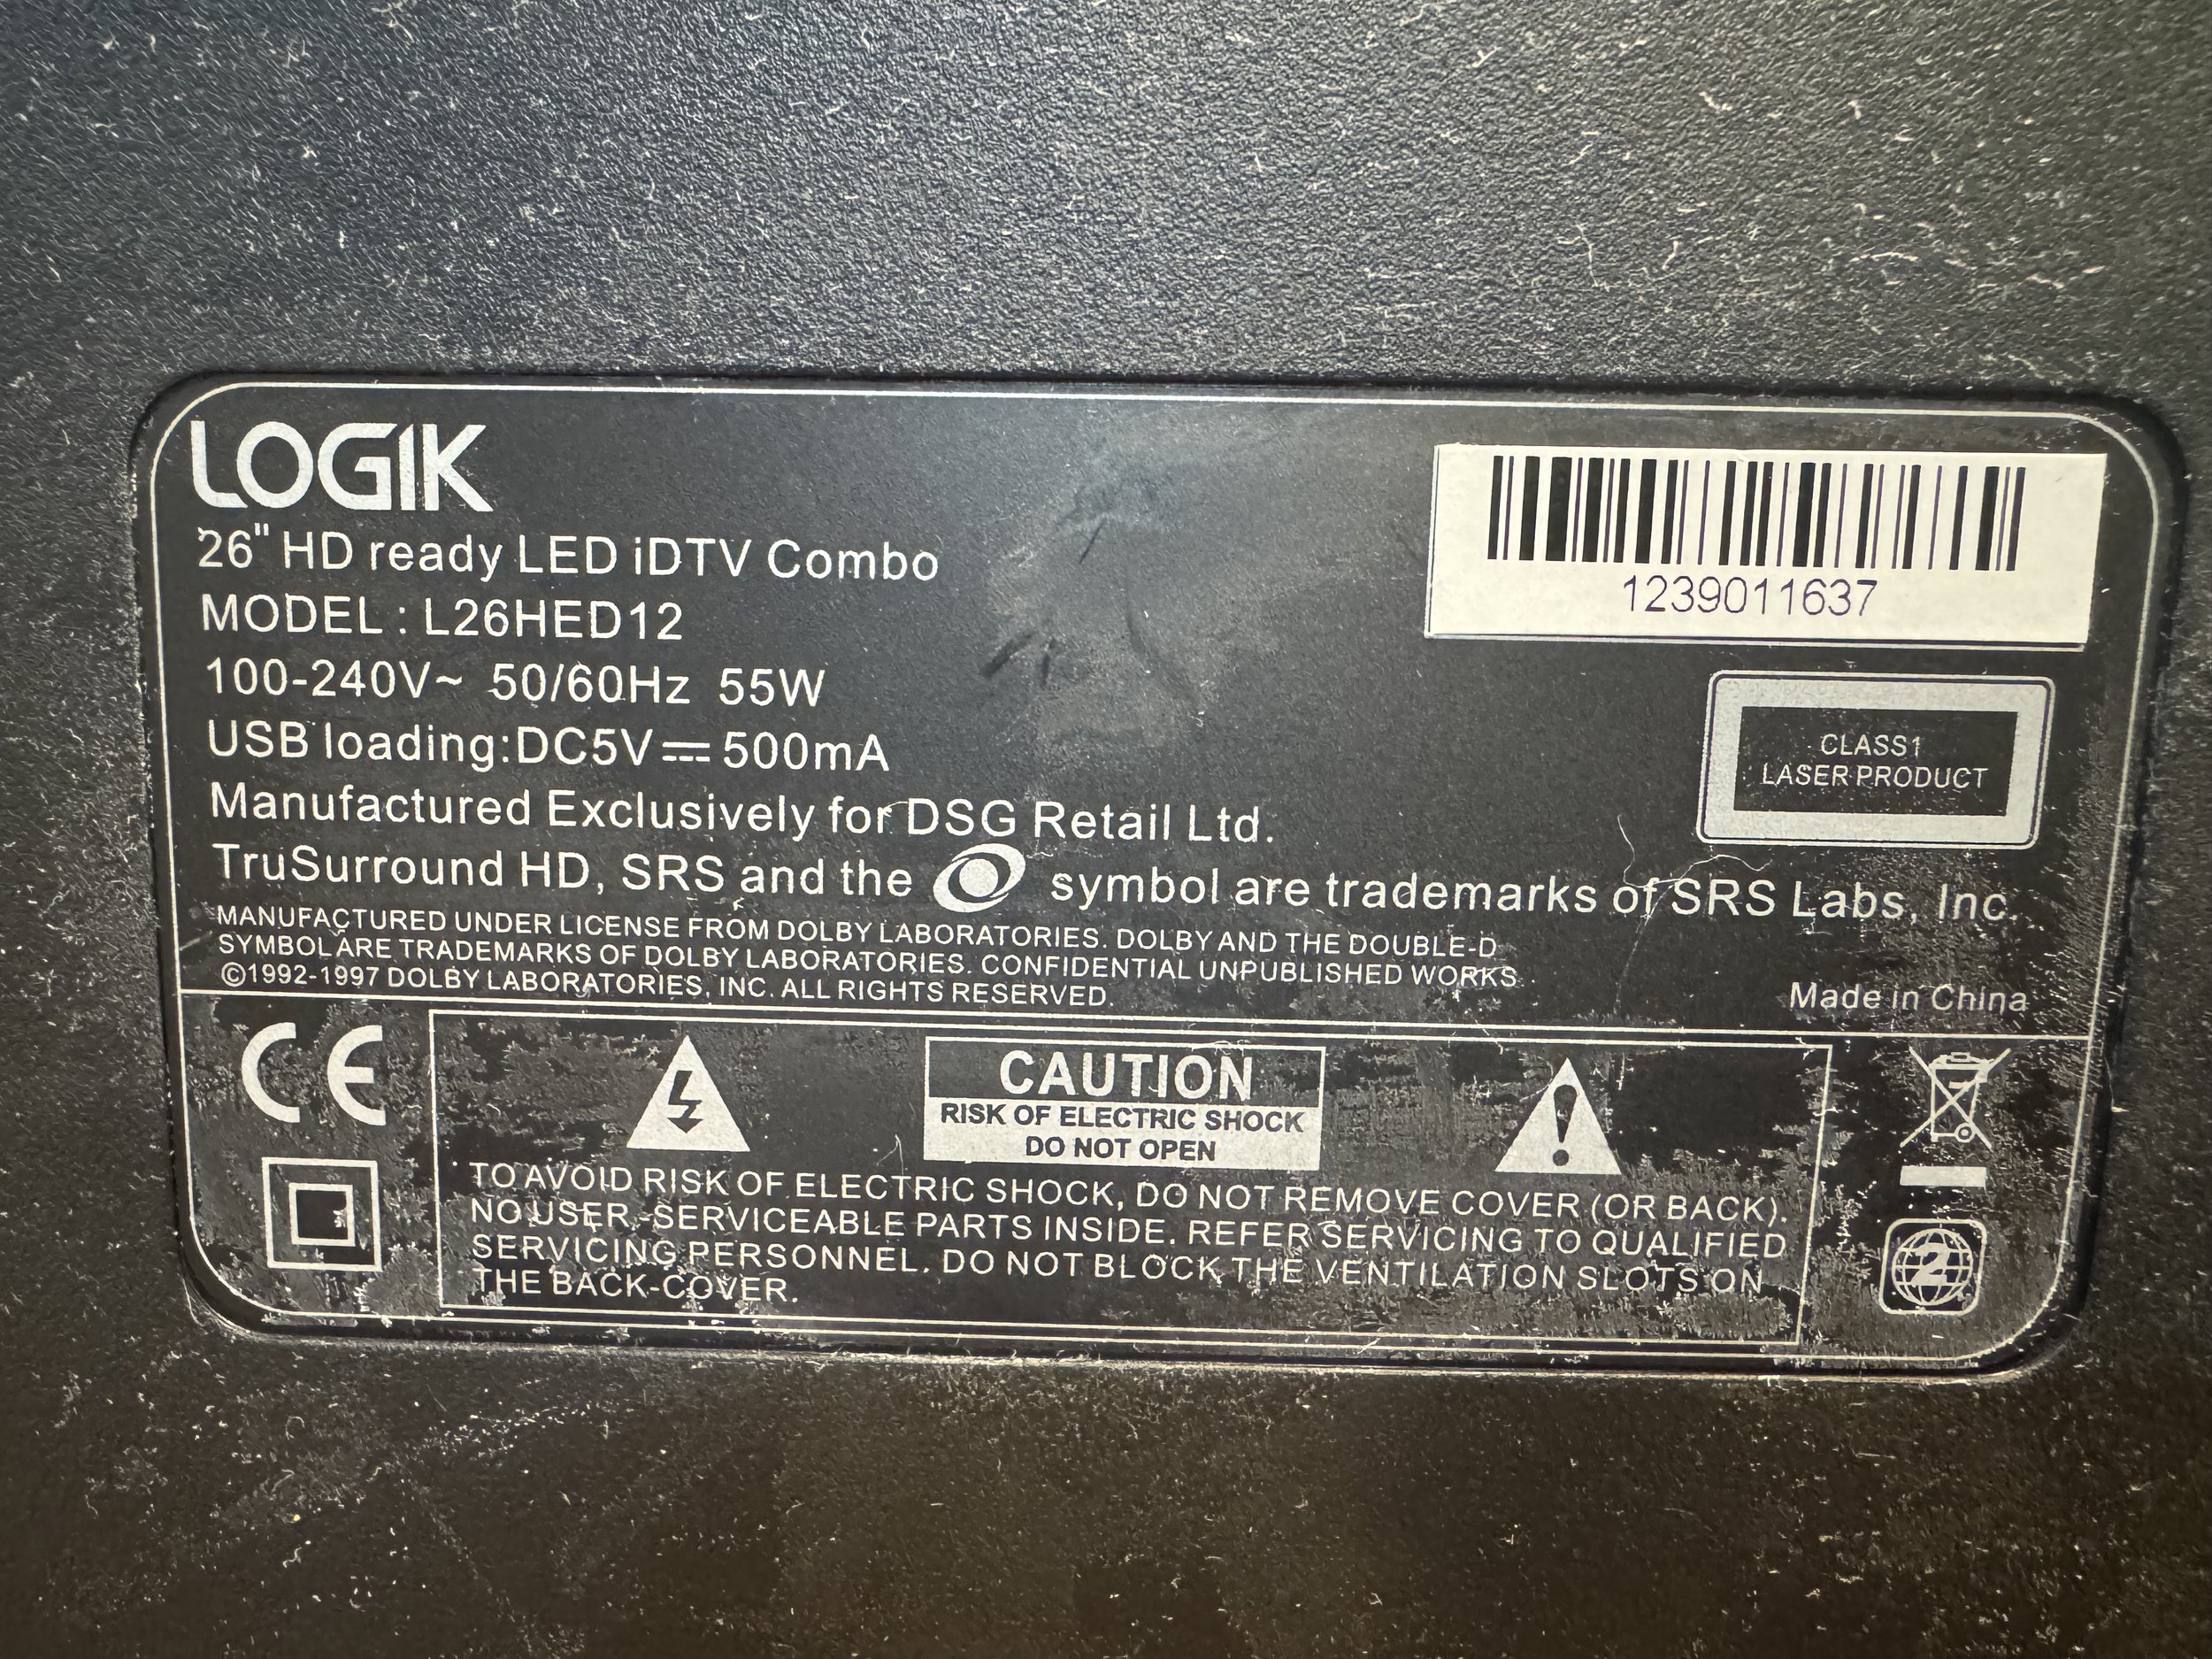 LOGIK
26" HD ready LED iDTV Combo
MODEL : L26HED12
100-240V~ 50/60Hz 55W
USB loading:DC5V⎓500mA
Manufactured Exclusively for DSG Retail Ltd.
TruSurround HD, SRS and the symbol are trademarks of SRS Labs, Inc.
MANUFACTURED UNDER LICENSE FROM DOLBY LABORATORIES. DOLBY AND THE DOUBLE-D
SYMBOL ARE TRADEMARKS OF DOLBY LABORATORIES. CONFIDENTIAL UNPUBLISHED WORKS.
©1992-1997 DOLBY LABORATORIES, INC. ALL RIGHTS RESERVED.
1239011637
CLASS1
LASER PRODUCT
Made in China
CE
CAUTION
RISK OF ELECTRIC SHOCK
DO NOT OPEN
TO AVOID RISK OF ELECTRIC SHOCK, DO NOT REMOVE COVER (OR BACK).
NO USER-SERVICEABLE PARTS INSIDE. REFER SERVICING TO QUALIFIED
SERVICING PERSONNEL. DO NOT BLOCK THE VENTILATION SLOTS ON
THE BACK-COVER.
2